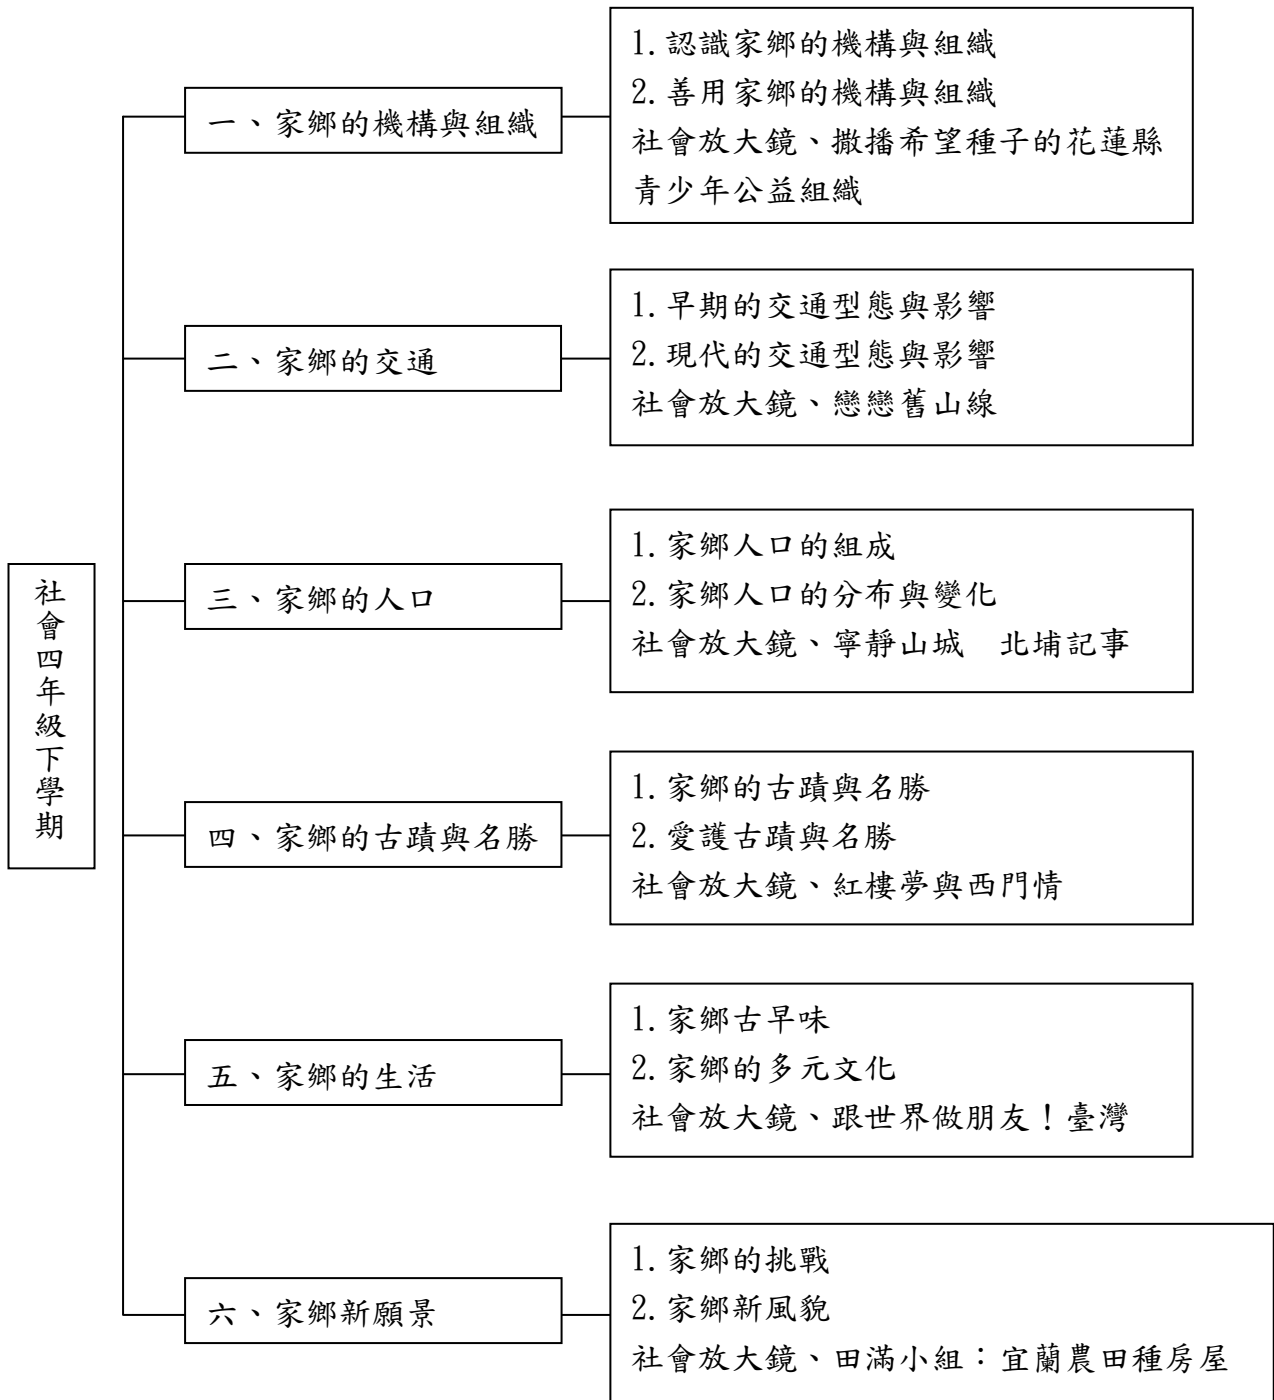 社會四年級下學期
一、家鄉的機構與組織
1.認識家鄉的機構與組織
2.善用家鄉的機構與組織
社會放大鏡、撒播希望種子的花蓮縣
青少年公益組織
二、家鄉的交通
1.早期的交通型態與影響
2.現代的交通型態與影響
社會放大鏡、戀戀舊山線
三、家鄉的人口
1.家鄉人口的組成
2.家鄉人口的分布與變化
社會放大鏡、寧靜山城　北埔記事
四、家鄉的古蹟與名勝
1.家鄉的古蹟與名勝
2.愛護古蹟與名勝
社會放大鏡、紅樓夢與西門情
五、家鄉的生活
1.家鄉古早味
2.家鄉的多元文化
社會放大鏡、跟世界做朋友！臺灣
六、家鄉新願景
1.家鄉的挑戰
2.家鄉新風貌
社會放大鏡、田滿小組：宜蘭農田種房屋